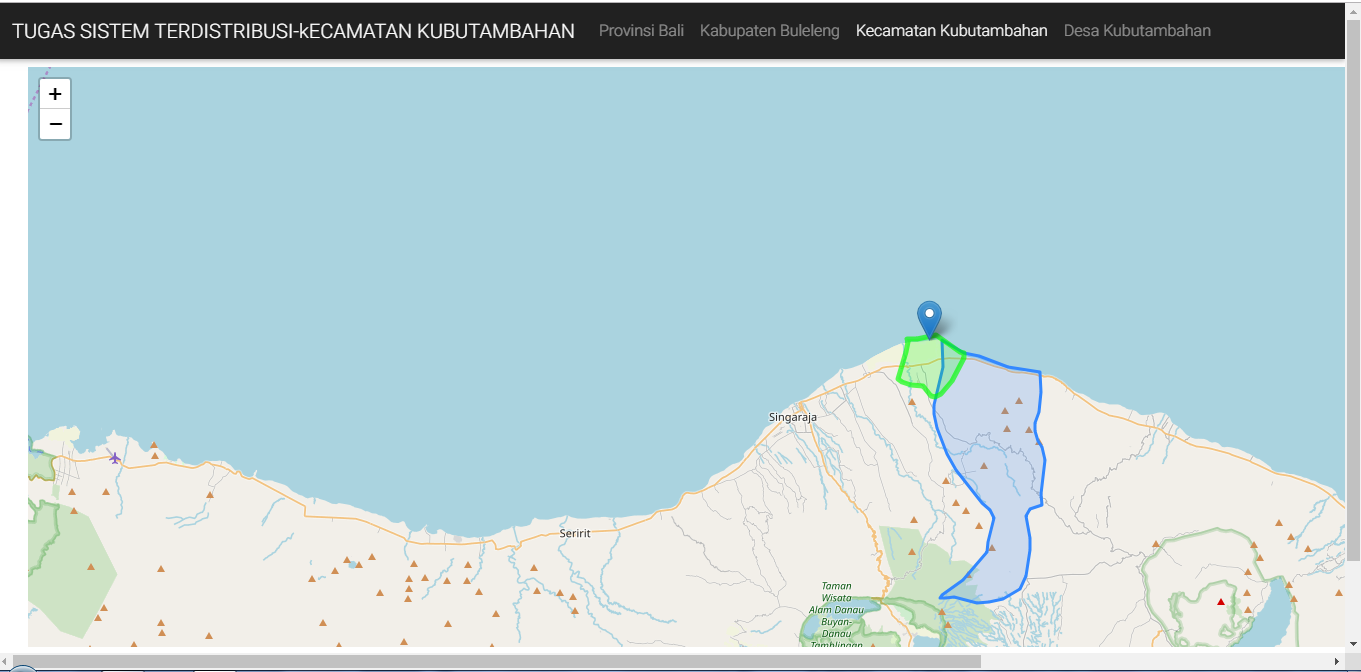 TUGAS SISTEM TERDISTRIBUSI-kECAMATAN KUBUTAMBAHAN Provinsi Bali Kabupaten Buleleng Kecamatan Kubutambahan Desa Kubutambahan
+
−
Singaraja
Seririt
Taman
Wisata
Alam Danau
Buyan-
Danau
Tamblingan